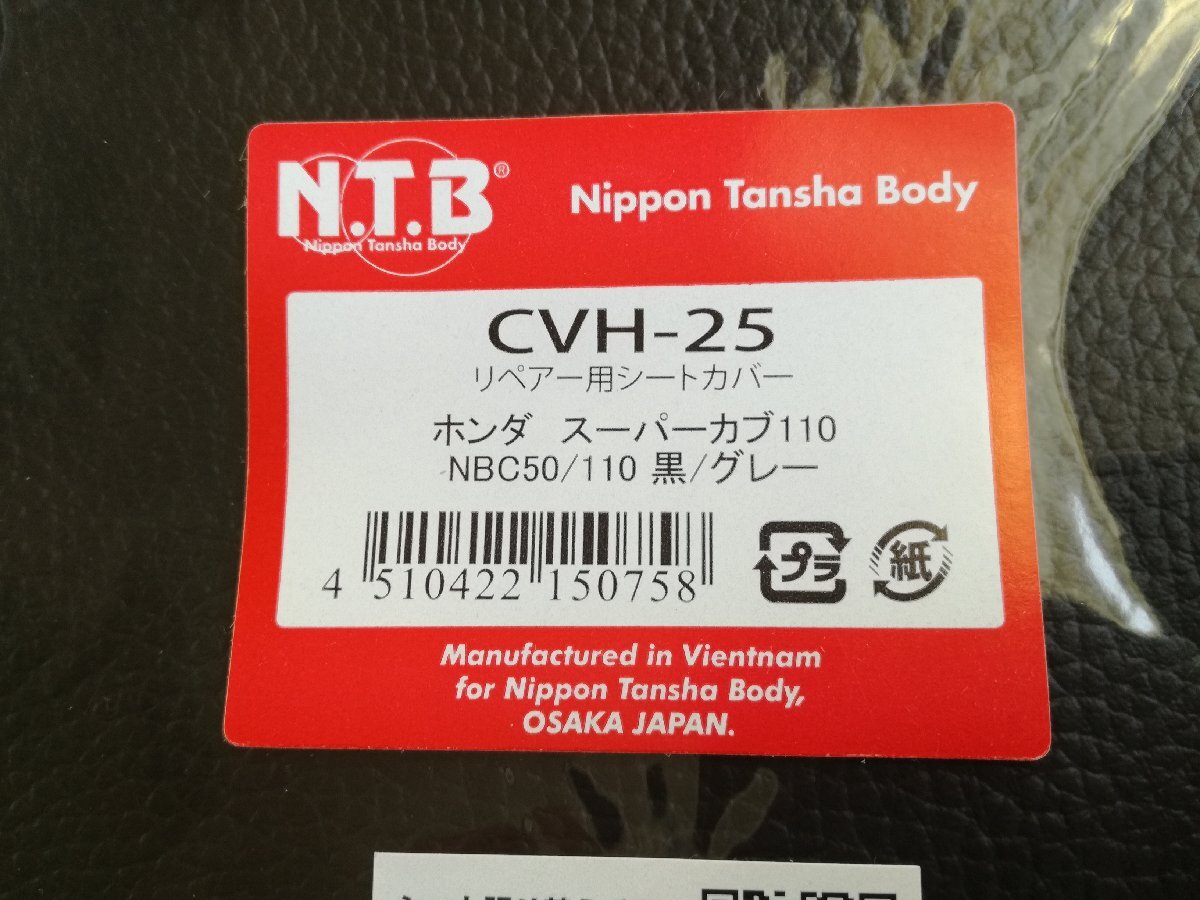 N.T.B®
Nippon Tansha Body
Nippon Tansha Body
CVH-25
リペアー用シートカバー
ホンダ スーパーカブ110
NBC50/110 黒/グレー
4 510422 150758
プラ
紙
Manufactured in Vientnam
for Nippon Tansha Body,
OSAKA JAPAN.